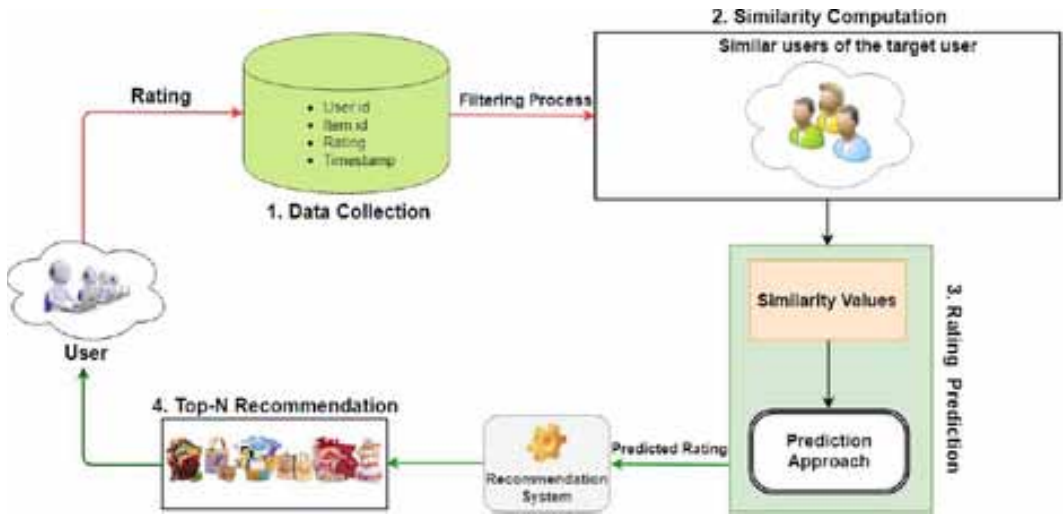 2. Similarity Computation
Similar users of the target user
Rating
Filtering Process
• User.id
• Item.id
• Rating
• Timestamp
1. Data Collection
User
Similarity Values
3. Rating Prediction
Prediction
Approach
Predicted Rating
Recommendation
System
4. Top-N Recommendation